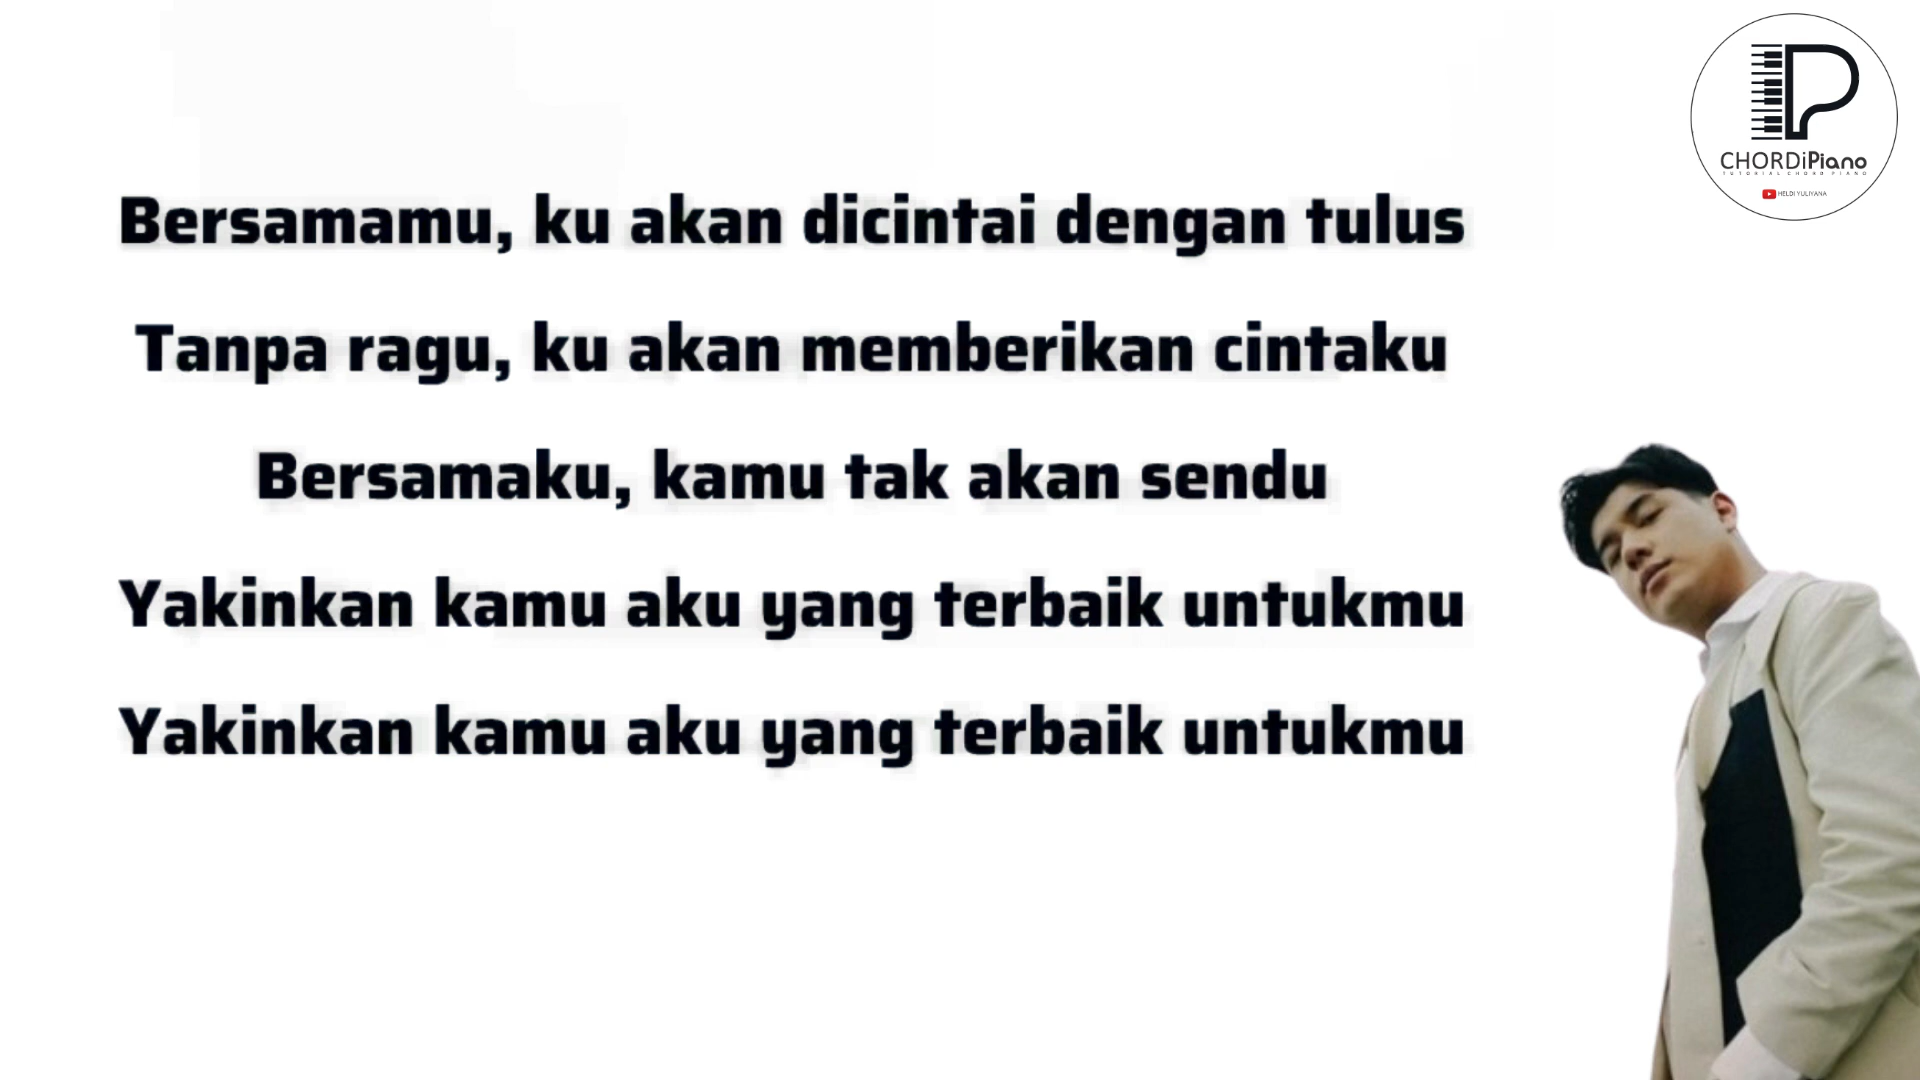 CHORDiPiano
TUTORIAL CHORD PIANO
HELDI YULIYANA
Bersamamu, ku akan dicintai dengan tulus
Tanpa ragu, ku akan memberikan cintaku
Bersamaku, kamu tak akan sendu
Yakinkan kamu aku yang terbaik untukmu
Yakinkan kamu aku yang terbaik untukmu